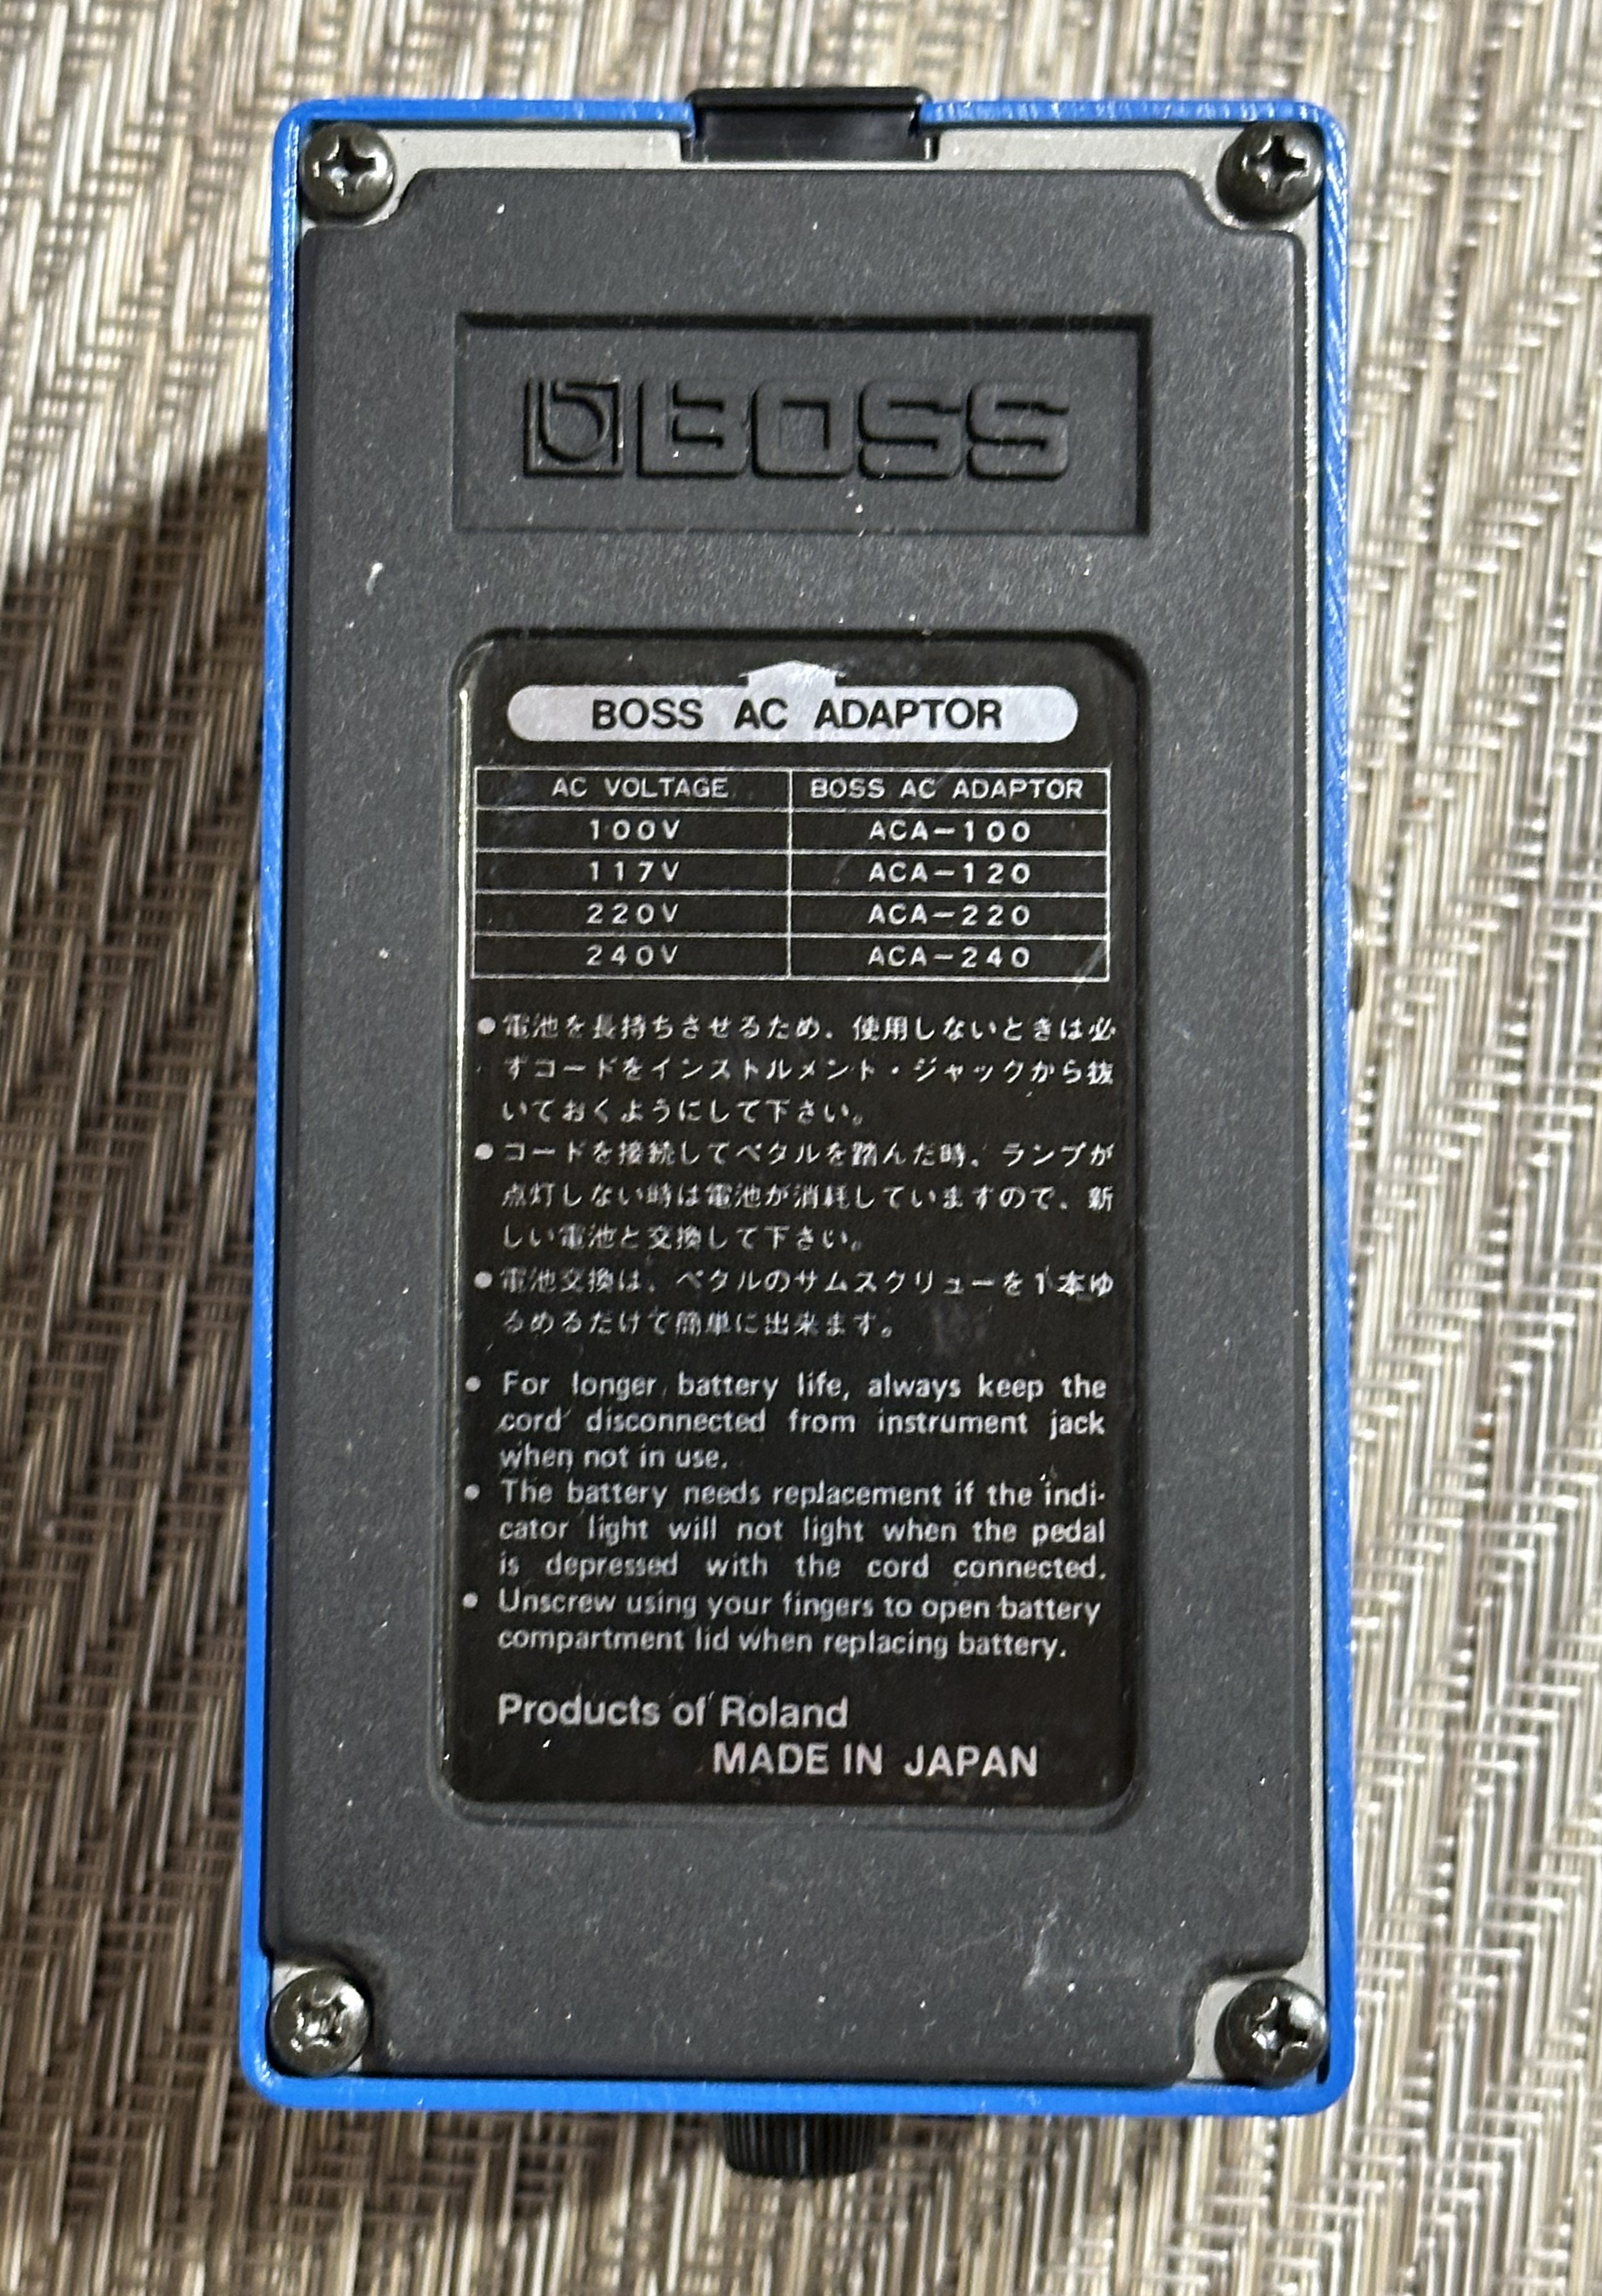 BOSS
BOSS AC ADAPTOR
AC VOLTAGE BOSS AC ADAPTOR
100V ACA-100
117V ACA-120
220V ACA-220
240V ACA-240
●電池を長持ちさせるため、使用しないときは必
ずコードをインストルメント・ジャックから抜
いておくようにして下さい。
●コードを接続してペダルを踏んだ時、ランプが
点灯しない時は電池が消耗していますので、新
しい電池と交換して下さい。
●電池交換は、ペダルのサムスクリューを1本ゆ
るめるだけで簡単に出来ます。
● For longer battery life, always keep the
cord disconnected from instrument jack
when not in use.
● The battery needs replacement if the indi-
cator light will not light when the pedal
is depressed with the cord connected.
● Unscrew using your fingers to open battery
compartment lid when replacing battery.
Products of Roland
MADE IN JAPAN